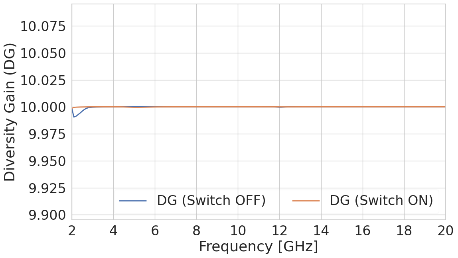 Diversity Gain (DG)
10.075
10.050
10.025
10.000
9.975
9.950
9.925
9.900
DG (Switch OFF) DG (Switch ON)
2 4 6 8 10 12 14 16 18 20
Frequency [GHz]